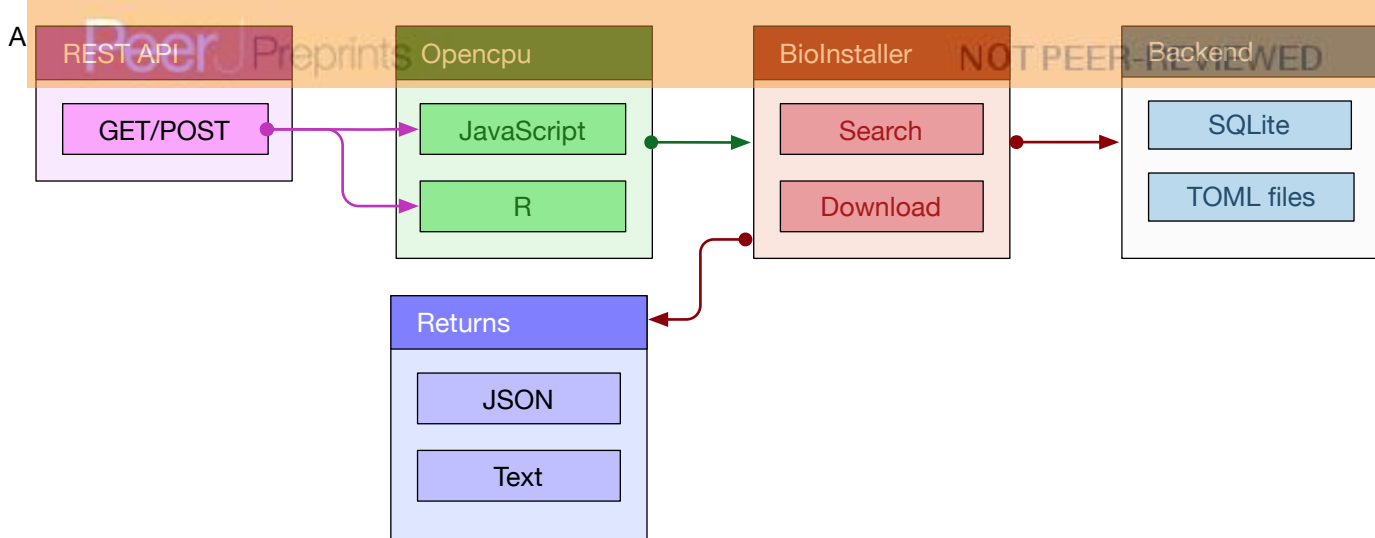 A
PeerJ Preprints
NOT PEER-REVIEWED
REST API
Opencpu
BioInstaller
Backend
GET/POST
JavaScript
Search
SQLite
R
Download
TOML files
Returns
JSON
Text